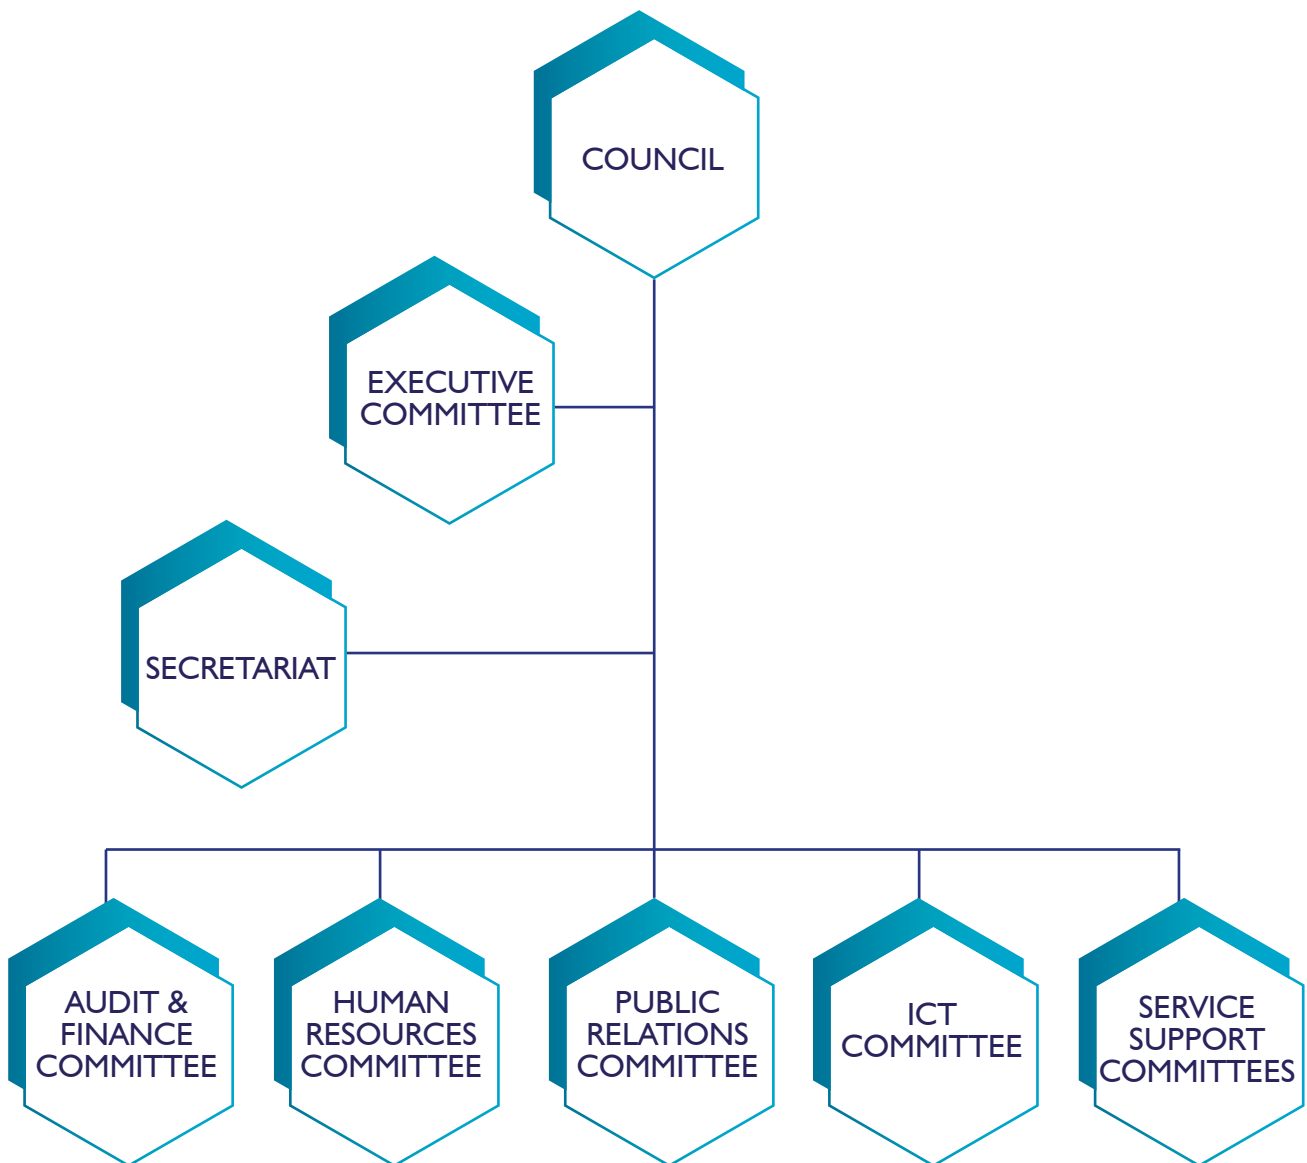 COUNCIL
EXECUTIVE
COMMITTEE
SECRETARIAT
AUDIT &
FINANCE
COMMITTEE
HUMAN
RESOURCES
COMMITTEE
PUBLIC
RELATIONS
COMMITTEE
ICT
COMMITTEE
SERVICE
SUPPORT
COMMITTEES